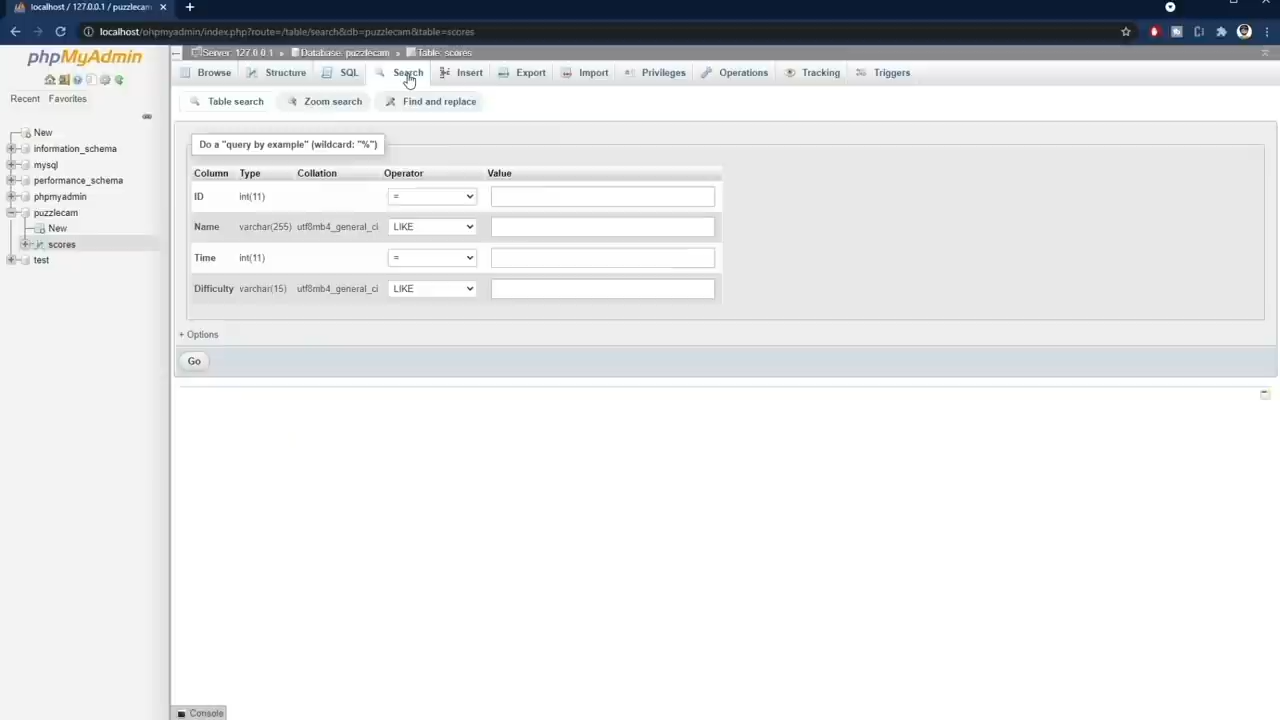 localhost / 127.0.0.1 / puzzlecam
localhost/phpmyadmin/index.php?route=/table/search&db=puzzlecam&table=scores
phpMyAdmin
Server: 127.0.0.1 » Database: puzzlecam » Table: scores
Browse Structure SQL Search Insert Export Import Privileges Operations Tracking Triggers
Recent Favorites
Table search Zoom search Find and replace
New
information_schema
mysql
performance_schema
phpmyadmin
puzzlecam
New
scores
test
Do a "query by example" (wildcard: "%")
Column Type Collation Operator Value
ID int(11) =
Name varchar(255) utf8mb4_general_ci LIKE
Time int(11) =
Difficulty varchar(15) utf8mb4_general_ci LIKE
+ Options
Go
Console